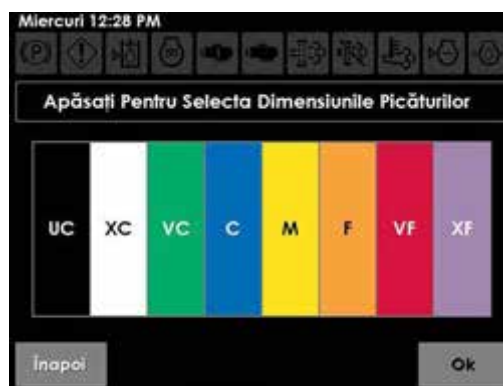 Miercuri 12:28 PM
Apăsați Pentru Selecta Dimensiunile Picăturilor
UC XC VC C M F VF XF
Înapoi Ok